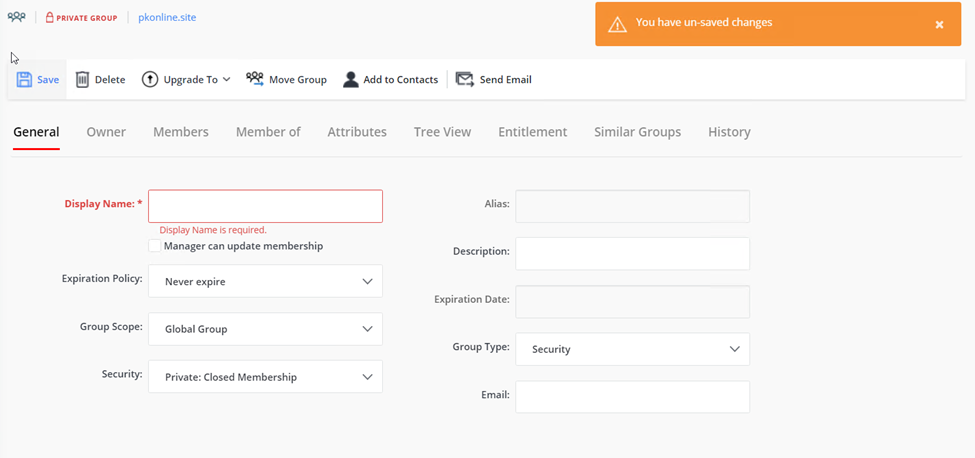 PRIVATE GROUP pkonline.site
You have un-saved changes
Save Delete Upgrade To Move Group Add to Contacts Send Email
General Owner Members Member of Attributes Tree View Entitlement Similar Groups History
Display Name: *
Display Name is required.
Manager can update membership
Expiration Policy: Never expire
Group Scope: Global Group
Security: Private: Closed Membership
Alias:
Description:
Expiration Date:
Group Type: Security
Email: